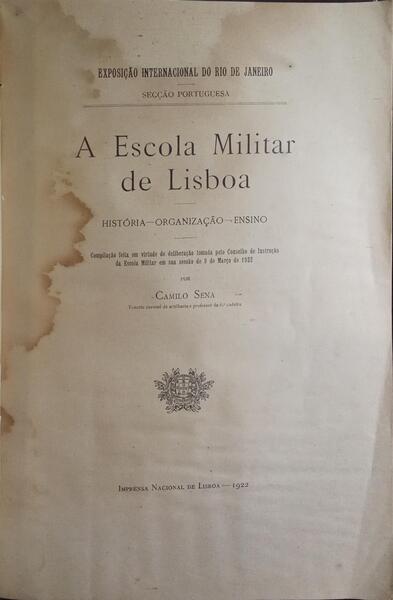 EXPOSIÇÃO INTERNACIONAL DO RIO DE JANEIRO
SECÇÃO PORTUGUESA
A Escola Militar
de Lisboa
HISTÓRIA—ORGANIZAÇÃO—ENSINO
Compilação feita em virtude de deliberação tomada pelo Conselho de Instrução
da Escola Militar em sua sessão de 9 de Março de 1922
POR
CAMILO SENA
Tenente coronel de artilharia e professor da 6.ª cadeira
IMPRENSA NACIONAL DE LISBOA — 1922